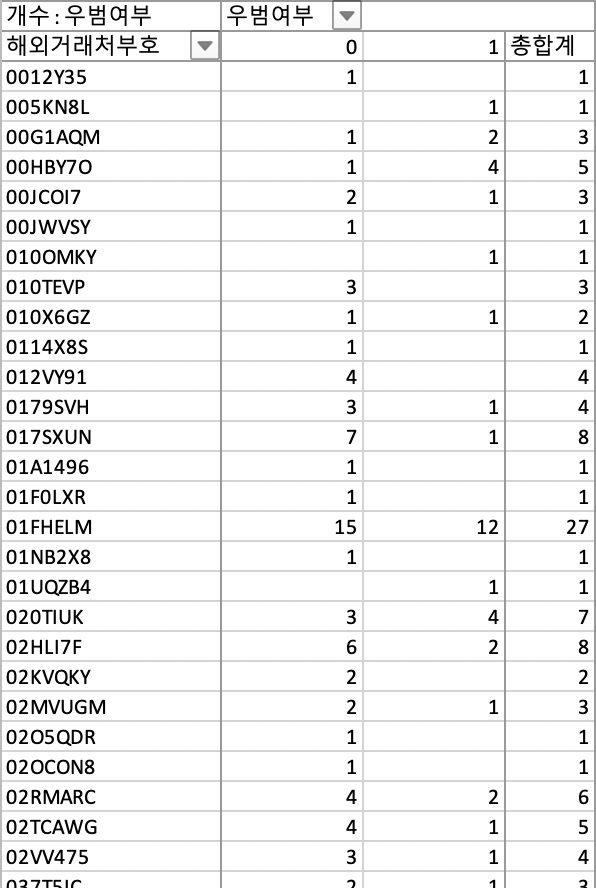 개수 : 우범여부 우범여부
해외거래처부호 0 1 총합계
0012Y35 1 1
005KN8L 1 1
00G1AQM 1 2 3
00HBY7O 1 4 5
00JCOI7 2 1 3
00JWVSY 1 1
010OMKY 1 1
010TEVP 3 3
010X6GZ 1 1 2
0114X8S 1 1
012VY91 4 4
0179SVH 3 1 4
017SXUN 7 1 8
01A1496 1 1
01F0LXR 1 1
01FHELM 15 12 27
01NB2X8 1 1
01UQZB4 1 1
020TIUK 3 4 7
02HLI7F 6 2 8
02KVQKY 2 2
02MVUGM 2 1 3
02O5QDR 1 1
02OCON8 1 1
02RMARC 4 2 6
02TCAWG 4 1 5
02VV475 3 1 4
2 1 3